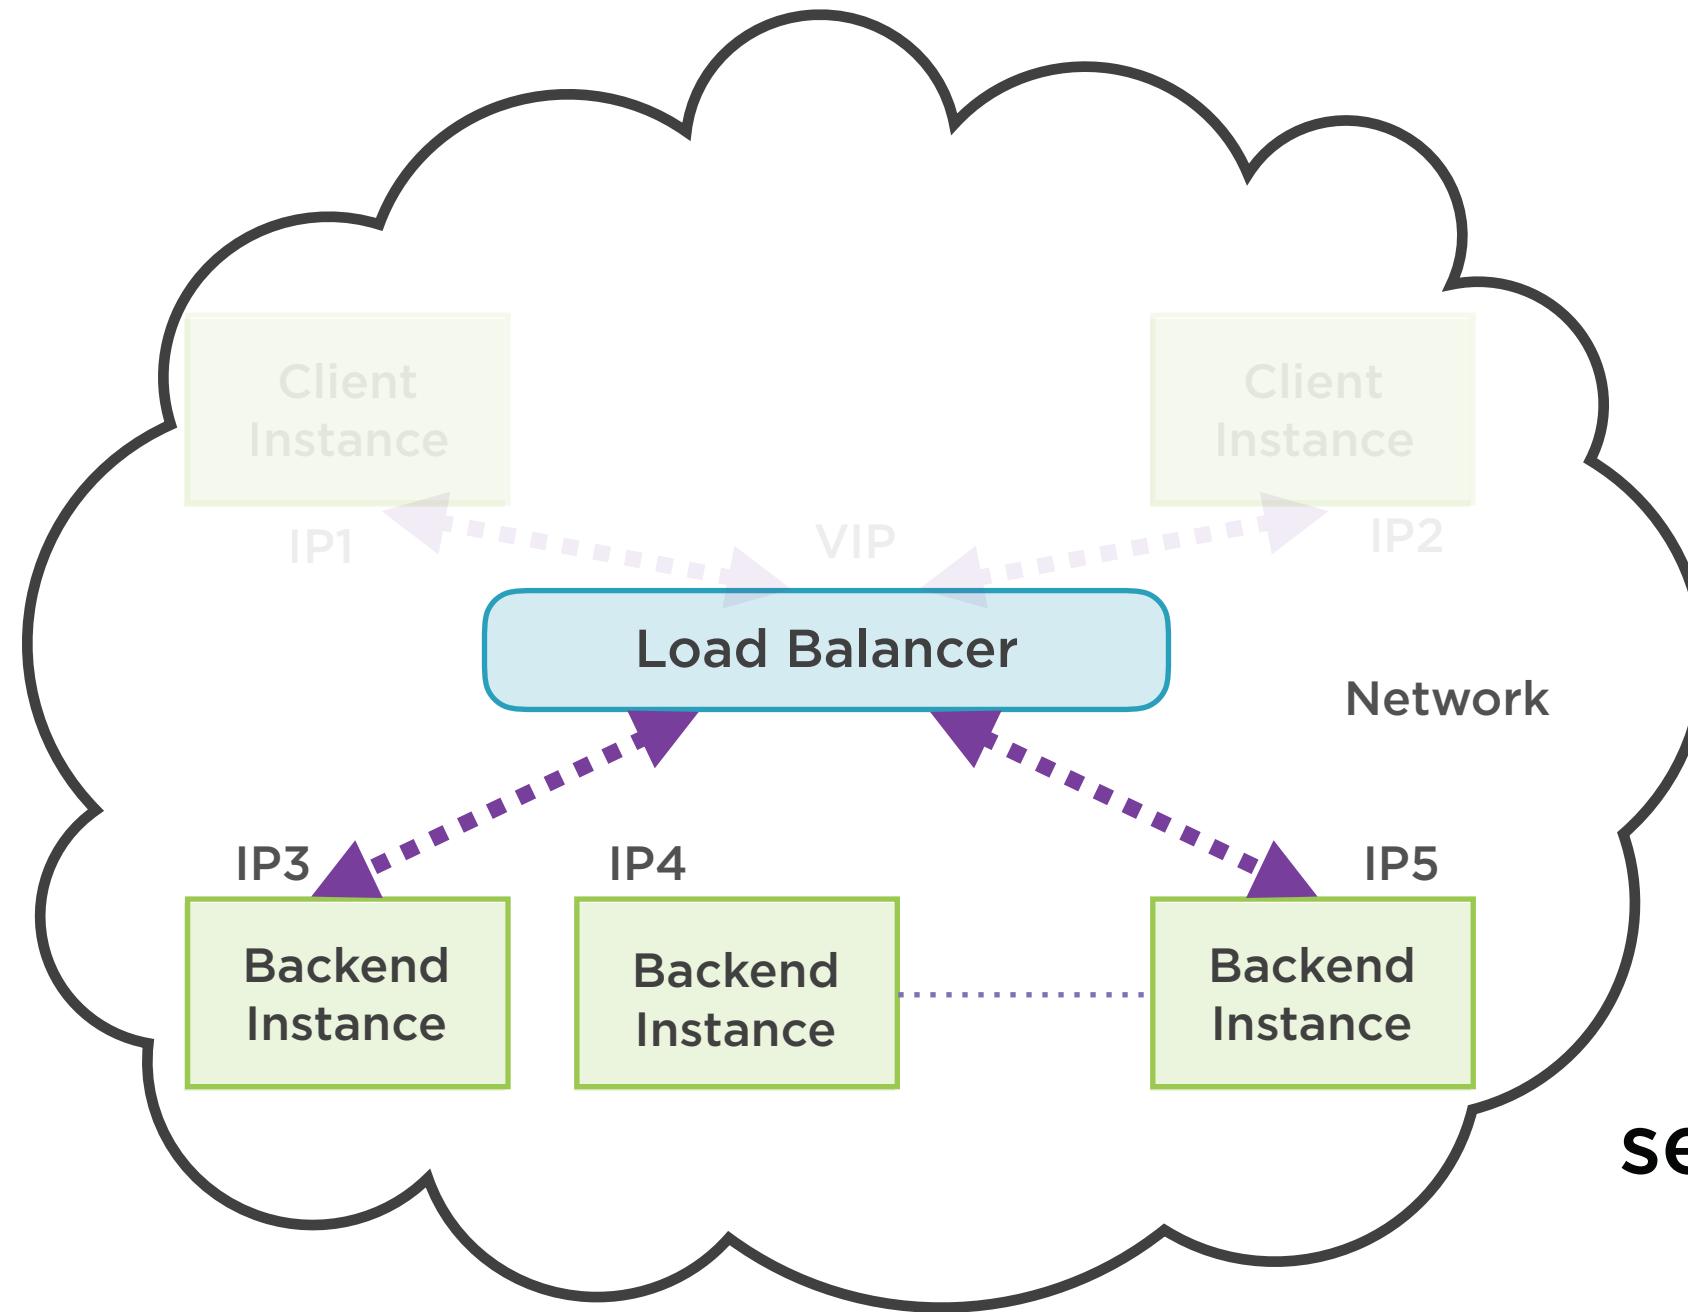 Client
Instance
Client
Instance
IP1
VIP
IP2
Load Balancer
Network
IP3
IP4
IP5
Backend
Instance
Backend
Instance
Backend
Instance